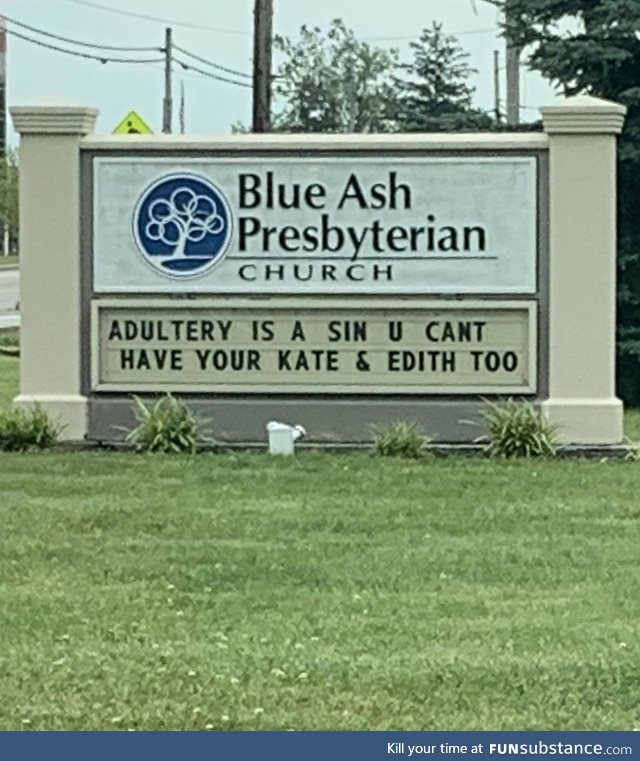 Blue Ash
Presbyterian
CHURCH
ADULTERY IS A SIN U CANT
HAVE YOUR KATE & EDITH TOO
Kill your time at FUNsubstance.com